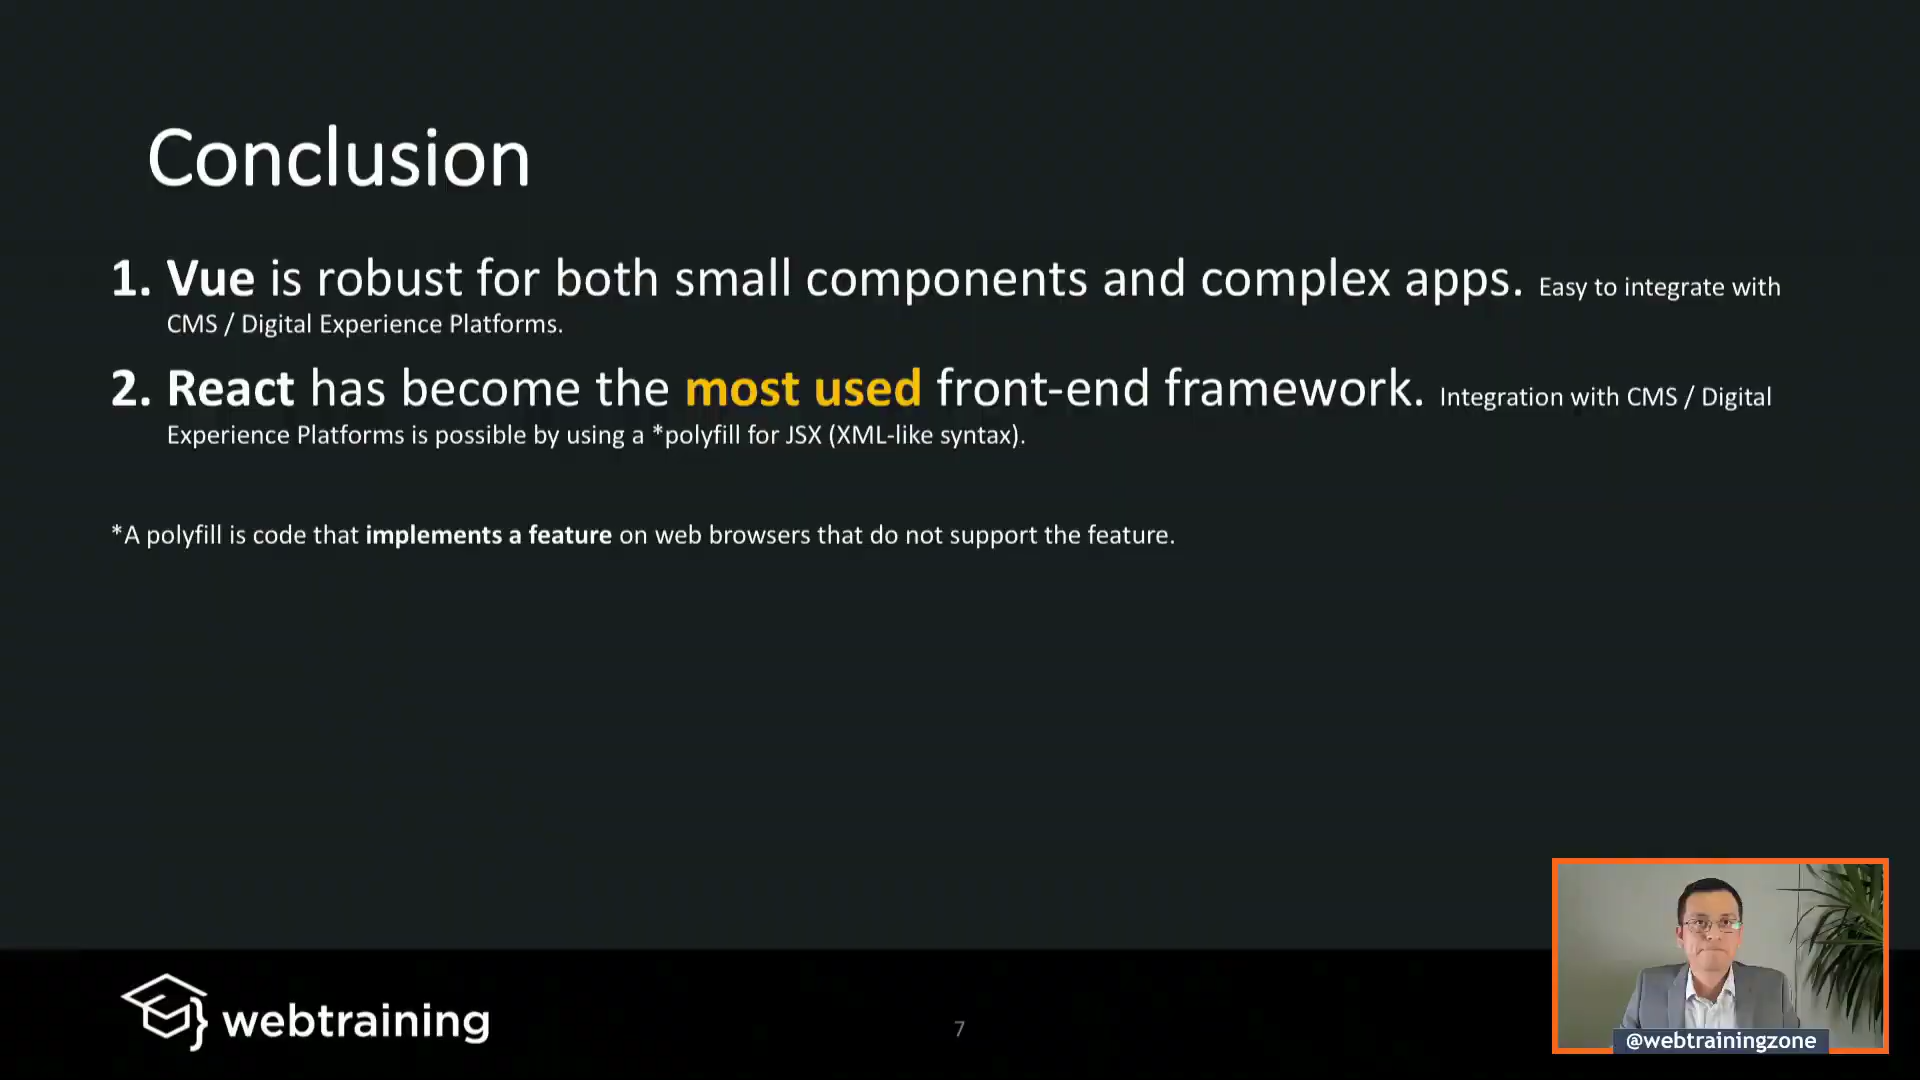 Conclusion
1. Vue is robust for both small components and complex apps. Easy to integrate with
CMS / Digital Experience Platforms.
2. React has become the most used front-end framework. Integration with CMS / Digital
Experience Platforms is possible by using a *polyfill for JSX (XML-like syntax).
*A polyfill is code that implements a feature on web browsers that do not support the feature.
webtraining
7
@webtrainingzone